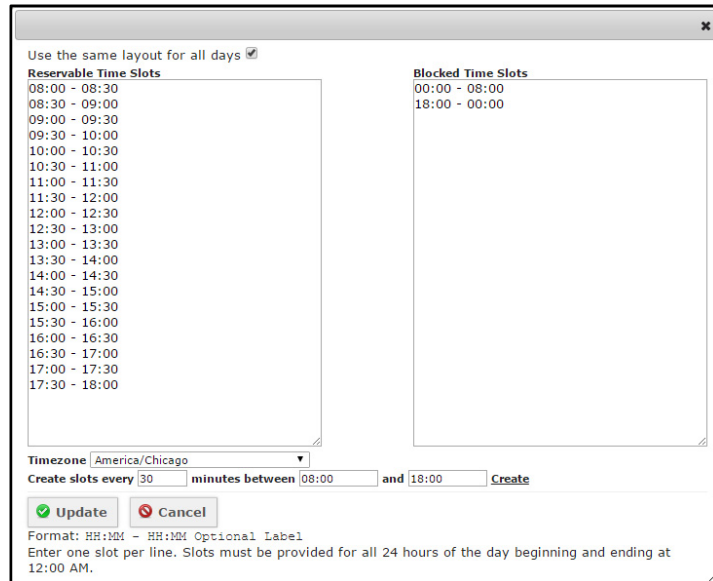 Use the same layout for all days
Reservable Time Slots
08:00 - 08:30
08:30 - 09:00
09:00 - 09:30
09:30 - 10:00
10:00 - 10:30
10:30 - 11:00
11:00 - 11:30
11:30 - 12:00
12:00 - 12:30
12:30 - 13:00
13:00 - 13:30
13:30 - 14:00
14:00 - 14:30
14:30 - 15:00
15:00 - 15:30
15:30 - 16:00
16:00 - 16:30
16:30 - 17:00
17:00 - 17:30
17:30 - 18:00
Blocked Time Slots
00:00 - 08:00
18:00 - 00:00
Timezone America/Chicago
Create slots every 30 minutes between 08:00 and 18:00 Create
Update Cancel
Format: HH:MM - HH:MM Optional Label
Enter one slot per line. Slots must be provided for all 24 hours of the day beginning and ending at
12:00 AM.